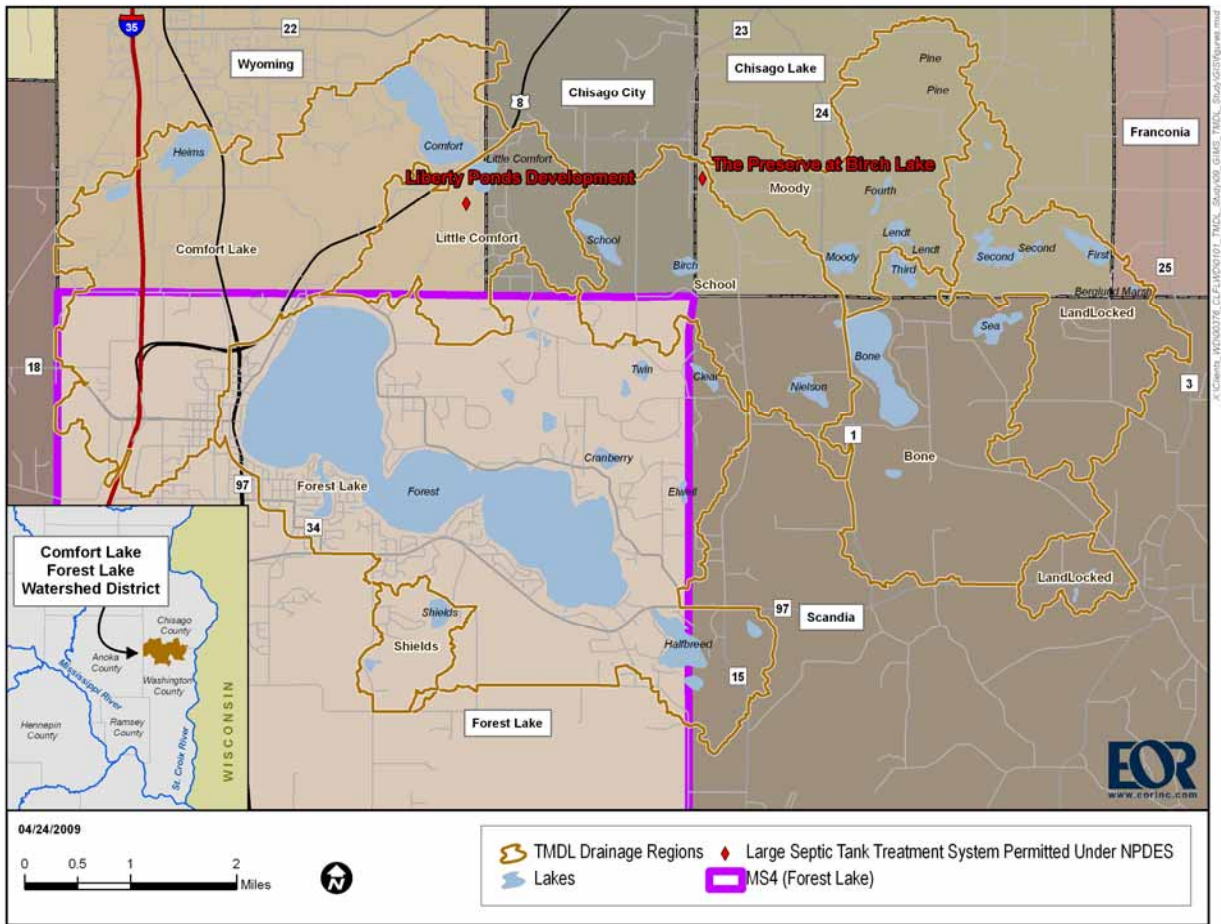 35
22
Wyoming
8
Chisago City
23
Chisago Lake
24
Pine
Pine
Franconia
Heims
Comfort
Little Comfort
Liberty Ponds Development
The Preserve at Birch Lake
Moody
Fourth
Comfort Lake
Little Comfort
School
Birch
School
Moody
Lendt
Lendt
Third
Second
Second
First
25
Berglund Marsh
LandLocked
18
Twin
Clear
Nielson
Bone
Sea
3
1
Bone
97
Forest Lake
Forest
Cranberry
Elwell
34
Shields
Shields
Halfbreed
97
Scandia
15
LandLocked
Forest Lake
Comfort Lake
Forest Lake
Watershed District
Chisago
County
Anoka
County
Washington
County
Mississippi River
Hennepin
County
Ramsey
County
St. Croix River
WISCONSIN
EOR
www.eorinc.com
04/24/2009
0 0.5 1 2
Miles
N
TMDL Drainage Regions
Large Septic Tank Treatment System Permitted Under NPDES
Lakes
MS4 (Forest Lake)